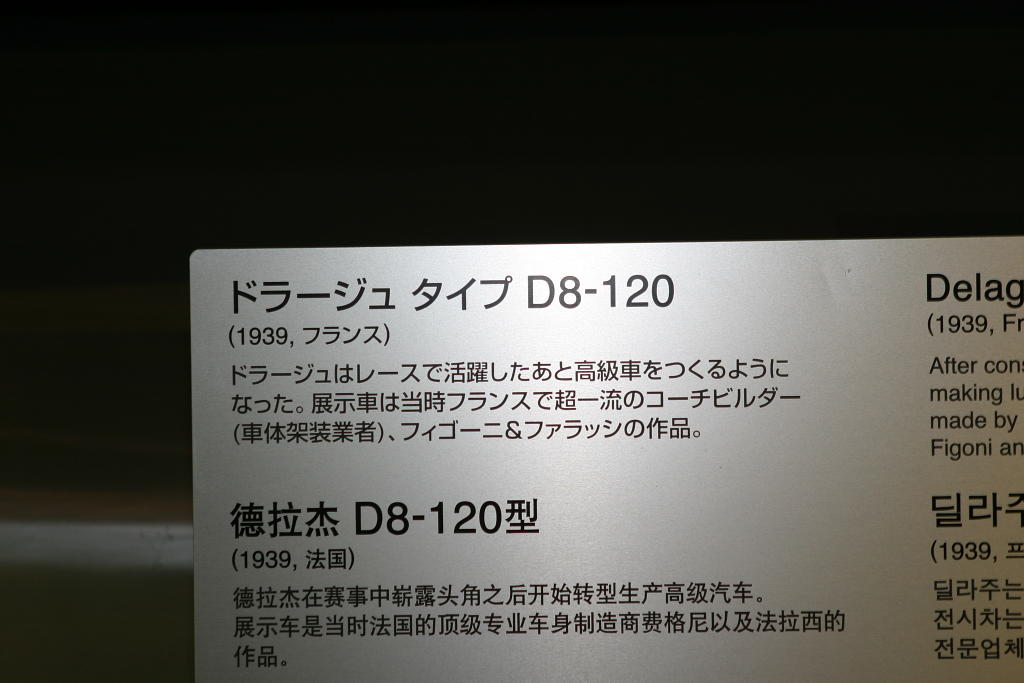 ドラージュ タイプ D8-120
(1939, フランス)
ドラージュはレースで活躍したあと高級車をつくるように
なった。展示車は当時フランスで超一流のコーチビルダー
(車体架装業者)、フィゴーニ&ファラッシの作品。
德拉杰 D8-120型
(1939, 法国)
德拉杰在赛事中崭露头角之后开始转型生产高级汽车。
展示车是当时法国的顶级专业车身制造商费格尼以及法拉西的
作品。
Delag
(1939, Fr
After cons
making lu
made by
Figoni an
딜라주
(1939, 프
딜라주는
전시차는
전문업체